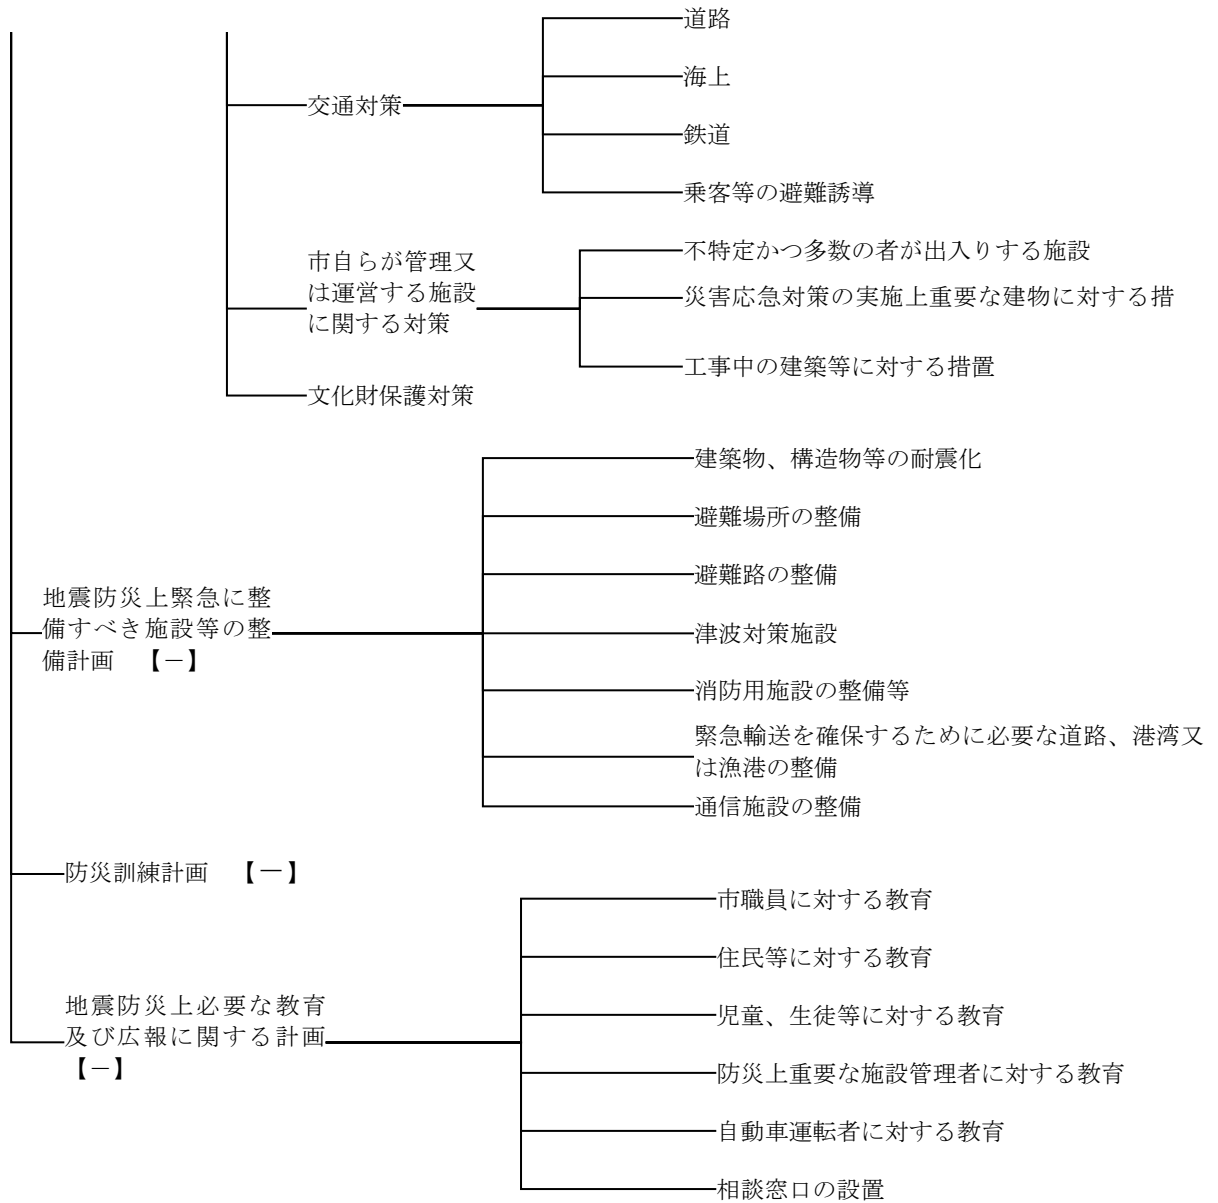 道路
海上
交通対策
鉄道
乗客等の避難誘導
市自らが管理又
は運営する施設
に関する対策
不特定かつ多数の者が出入りする施設
災害応急対策の実施上重要な建物に対する措
工事中の建築等に対する措置
文化財保護対策
地震防災上緊急に整
備すべき施設等の整
備計画　【－】
建築物、構造物等の耐震化
避難場所の整備
避難路の整備
津波対策施設
消防用施設の整備等
緊急輸送を確保するために必要な道路、港湾又
は漁港の整備
通信施設の整備
防災訓練計画　【－】
地震防災上必要な教育
及び広報に関する計画
【－】
市職員に対する教育
住民等に対する教育
児童、生徒等に対する教育
防災上重要な施設管理者に対する教育
自動車運転者に対する教育
相談窓口の設置